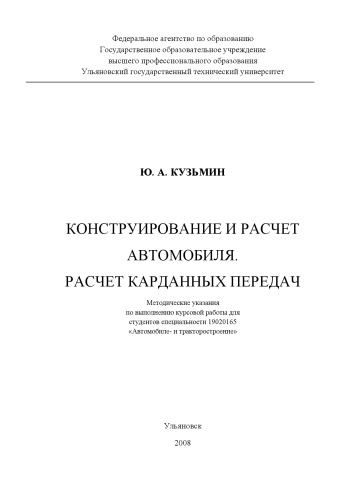 Федеральное агентство по образованию
Государственное образовательное учреждение
высшего профессионального образования
Ульяновский государственный технический университет
Ю. А. КУЗЬМИН
КОНСТРУИРОВАНИЕ И РАСЧЕТ
АВТОМОБИЛЯ.
РАСЧЕТ КАРДАННЫХ ПЕРЕДАЧ
Методические указания
по выполнению курсовой работы для
студентов специальности 19020165
«Автомобиле- и тракторостроение»
Ульяновск
2008